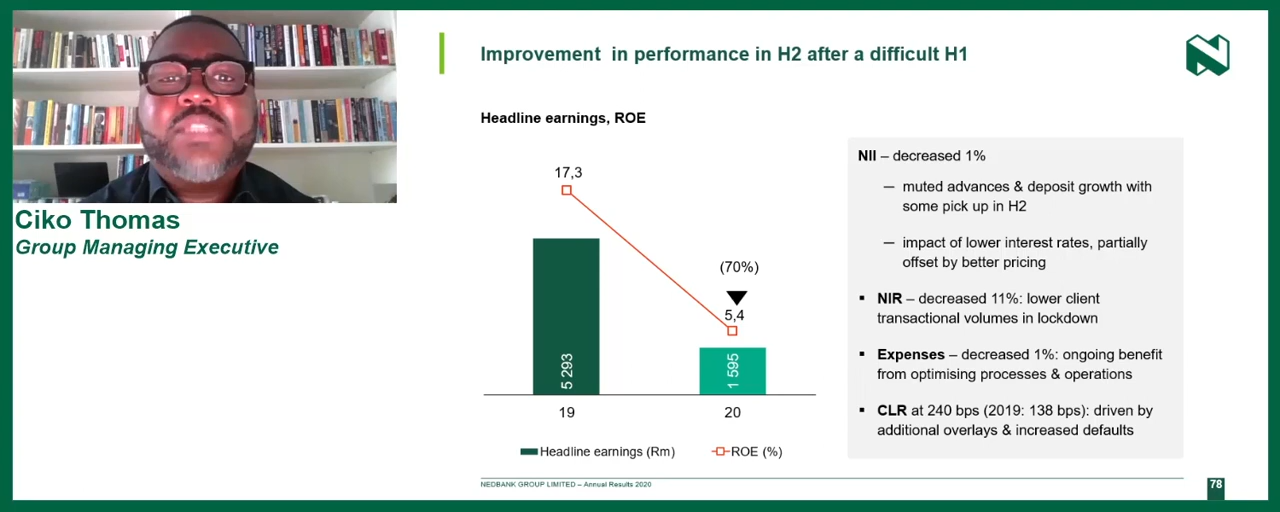 Ciko Thomas
Group Managing Executive
Improvement in performance in H2 after a difficult H1
Headline earnings, ROE
17,3
(70%)
5,4
5 293
1 595
19
20
Headline earnings (Rm)
ROE (%)
NII – decreased 1%
— muted advances & deposit growth with
some pick up in H2
— impact of lower interest rates, partially
offset by better pricing
▪ NIR – decreased 11%: lower client
transactional volumes in lockdown
▪ Expenses – decreased 1%: ongoing benefit
from optimising processes & operations
▪ CLR at 240 bps (2019: 138 bps): driven by
additional overlays & increased defaults
NEDBANK GROUP LIMITED – Annual Results 2020
78